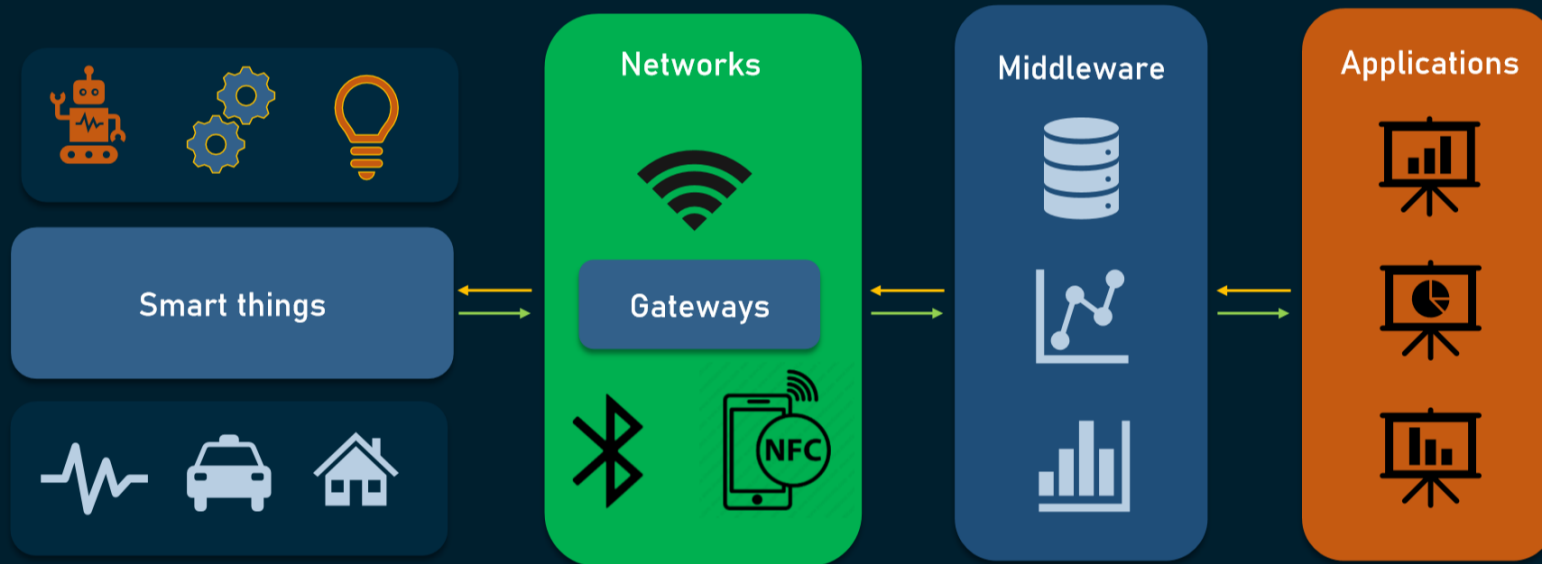 Smart things
Networks
Gateways
NFC
Middleware
Applications